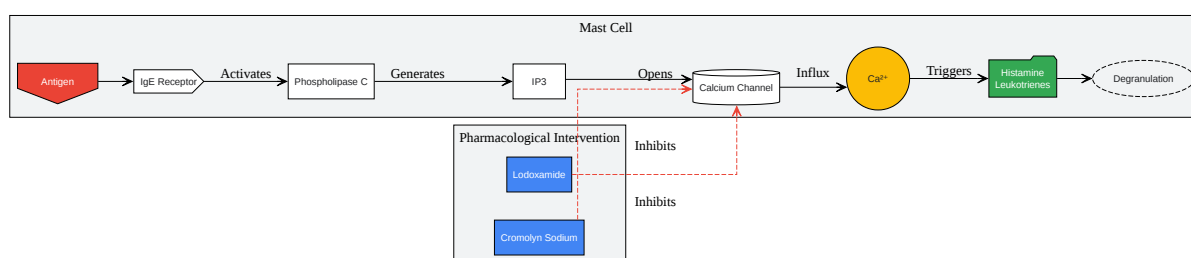 Mast Cell
Antigen
IgE Receptor
Activates
Phospholipase C
Generates
IP3
Opens
Calcium Channel
Influx
Ca²⁺
Triggers
Histamine
Leukotrienes
Degranulation
Pharmacological Intervention
Inhibits
Lodoxamide
Inhibits
Cromolyn Sodium